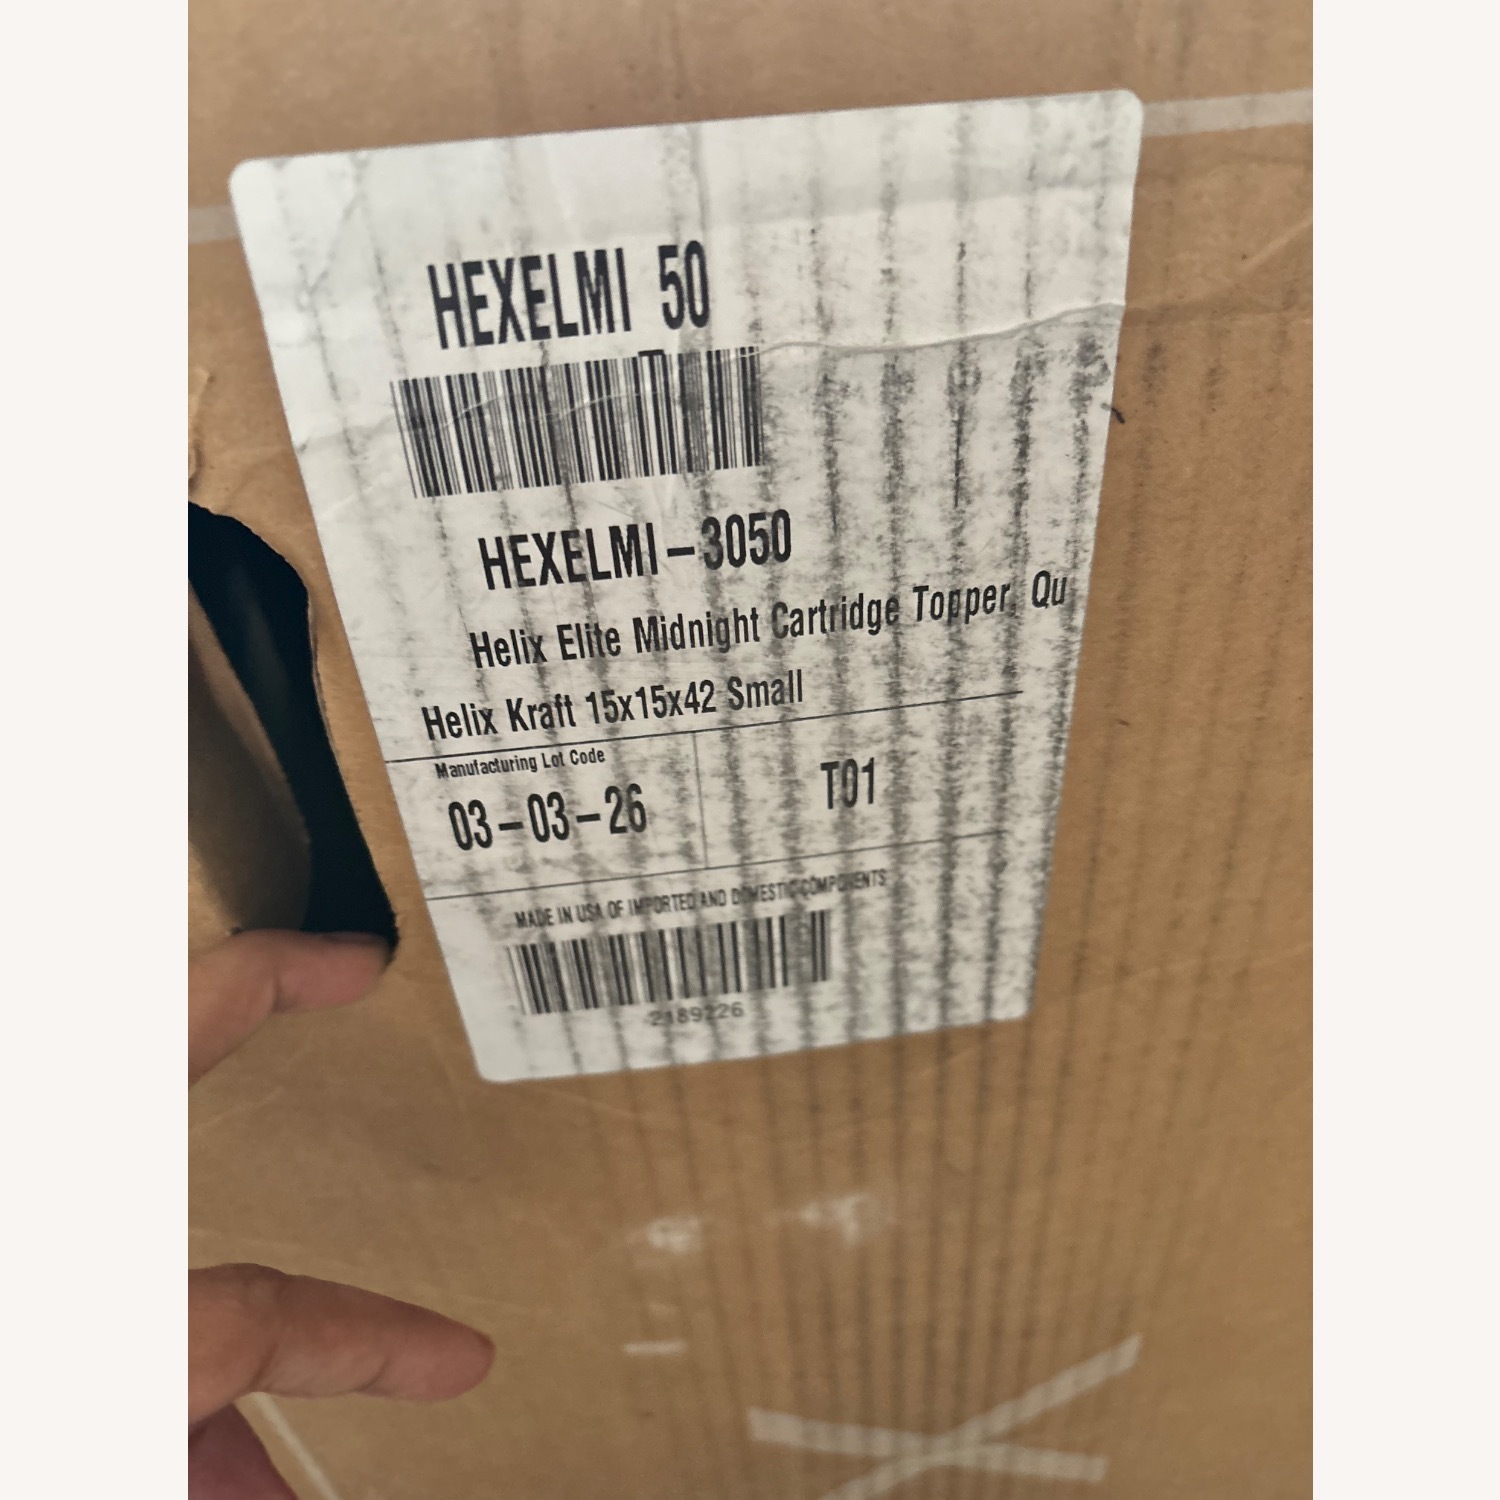 HEXELMI 50
HEXELMI-3050
Helix Elite Midnight Cartridge Topper, Qu
Helix Kraft 15x15x42 Small
Manufacturing Lot Code
03-03-26
T01
MADE IN USA OF IMPORTED AND DOMESTIC COMPONENTS
2189226